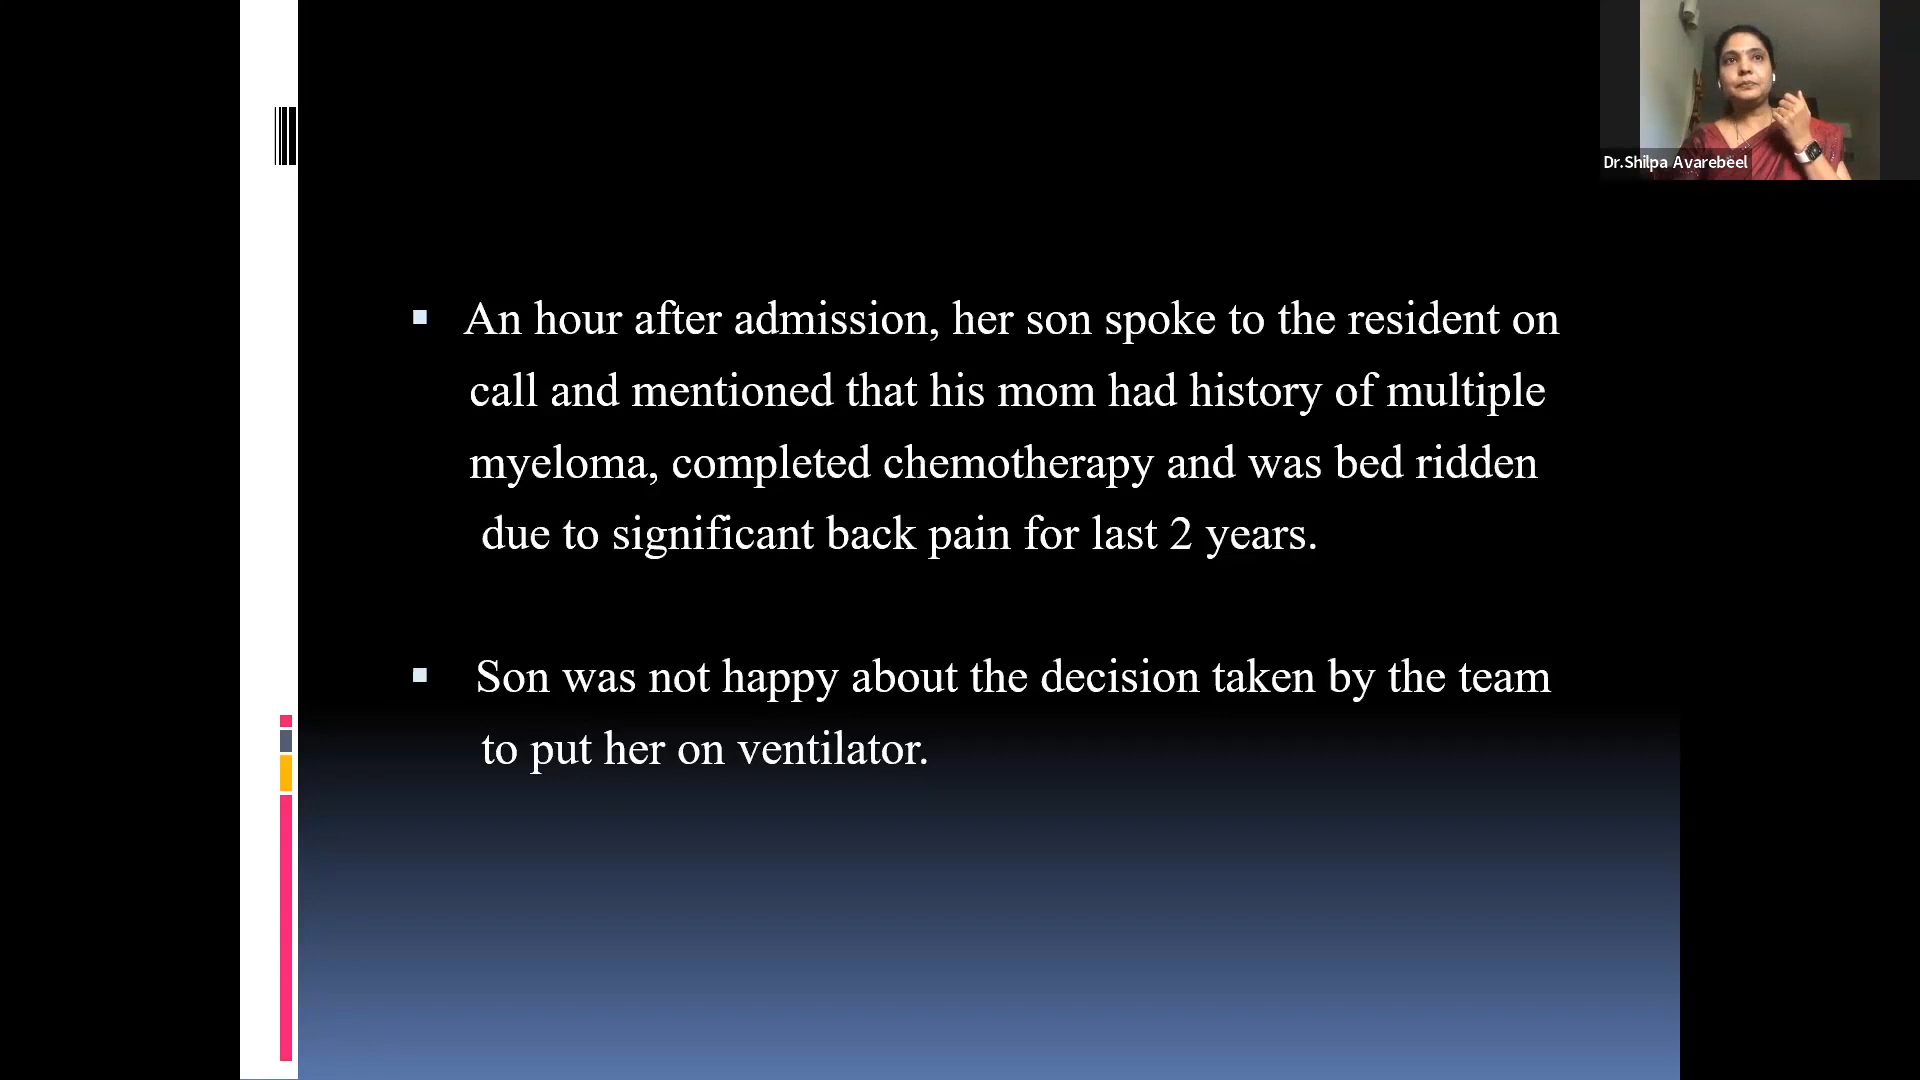 Dr.Shilpa Avarebeel
An hour after admission, her son spoke to the resident on
call and mentioned that his mom had history of multiple
myeloma, completed chemotherapy and was bed ridden
due to significant back pain for last 2 years.
Son was not happy about the decision taken by the team
to put her on ventilator.